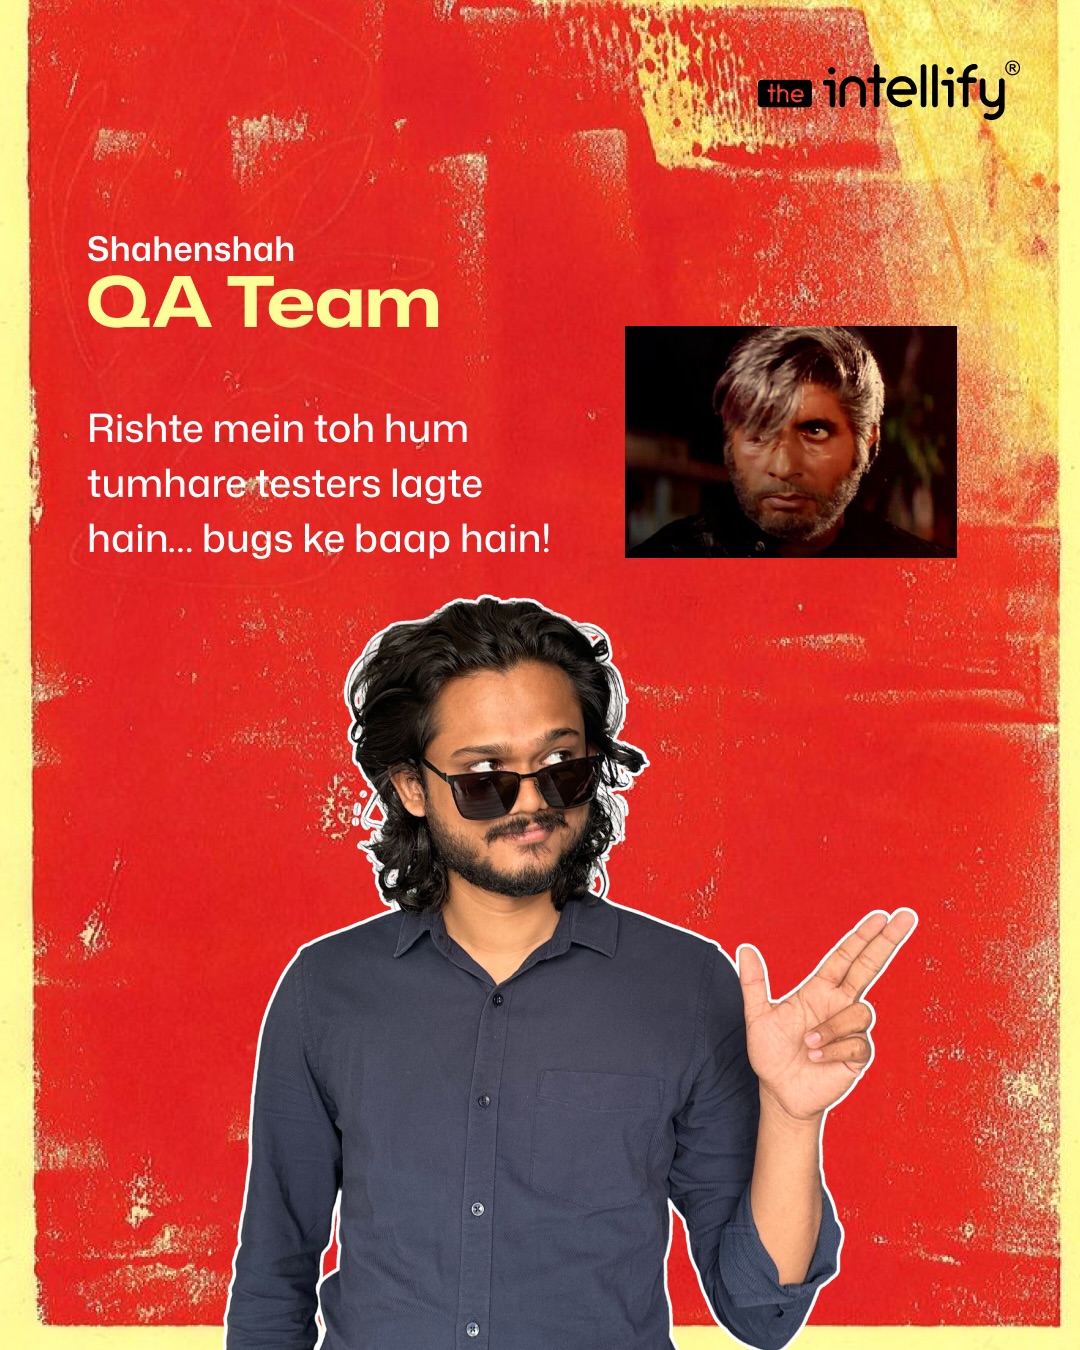 the intellify®
Shahenshah
QA Team
Rishte mein toh hum
tumhare testers lagte
hain... bugs ke baap hain!